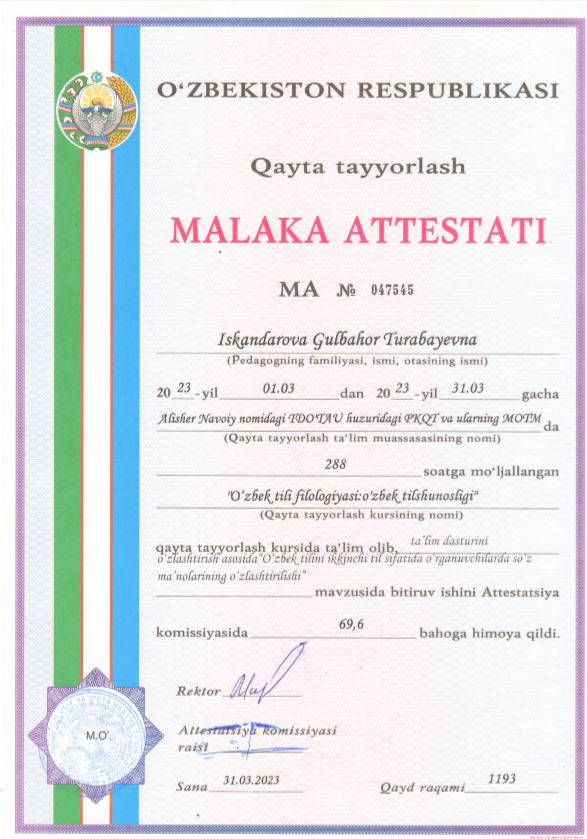 O‘ZBEKISTON RESPUBLIKASI
Qayta tayyorlash
MALAKA ATTESTATI
MA № 047545
Iskandarova Gulbahor Turabayevna
(Pedagogning familiyasi, ismi, otasining ismi)
20 23 -yil 01.03 dan 20 23 -yil 31.03 gacha
Alisher Navoiy nomidagi TDOʻTAU huzuridagi PKQT va ularning MOTM da
(Qayta tayyorlash ta‘lim muassasasining nomi)
288 soatga mo‘ljallangan
"O‘zbek tili filologiyasi:o‘zbek tilshunosligi"
(Qayta tayyorlash kursining nomi)
qayta tayyorlash kursida ta‘lim olib, ta’lim dasturini
o‘zlashtirish asosida“O‘zbek tilini ikkinchi til sifatida o‘rganuvchilarda so‘z
ma’nolarining o‘zlashtirilishi”
mavzusida bitiruv ishini Attestatsiya
komissiyasida 69,6 bahoga himoya qildi.
Rektor
Attestatsiya komissiyasi
raisi
M.O‘.
Sana 31.03.2023 Qayd raqami 1193